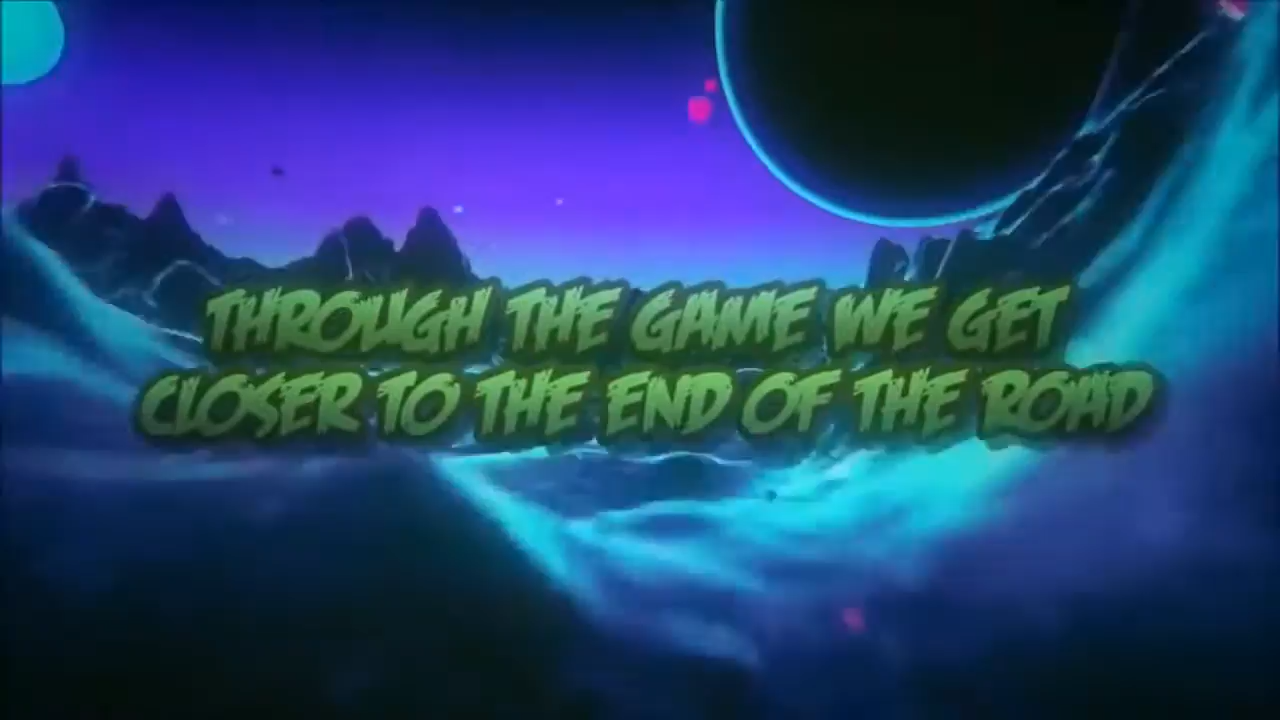 THROUGH THE GAME WE GET
CLOSER TO THE END OF THE ROAD